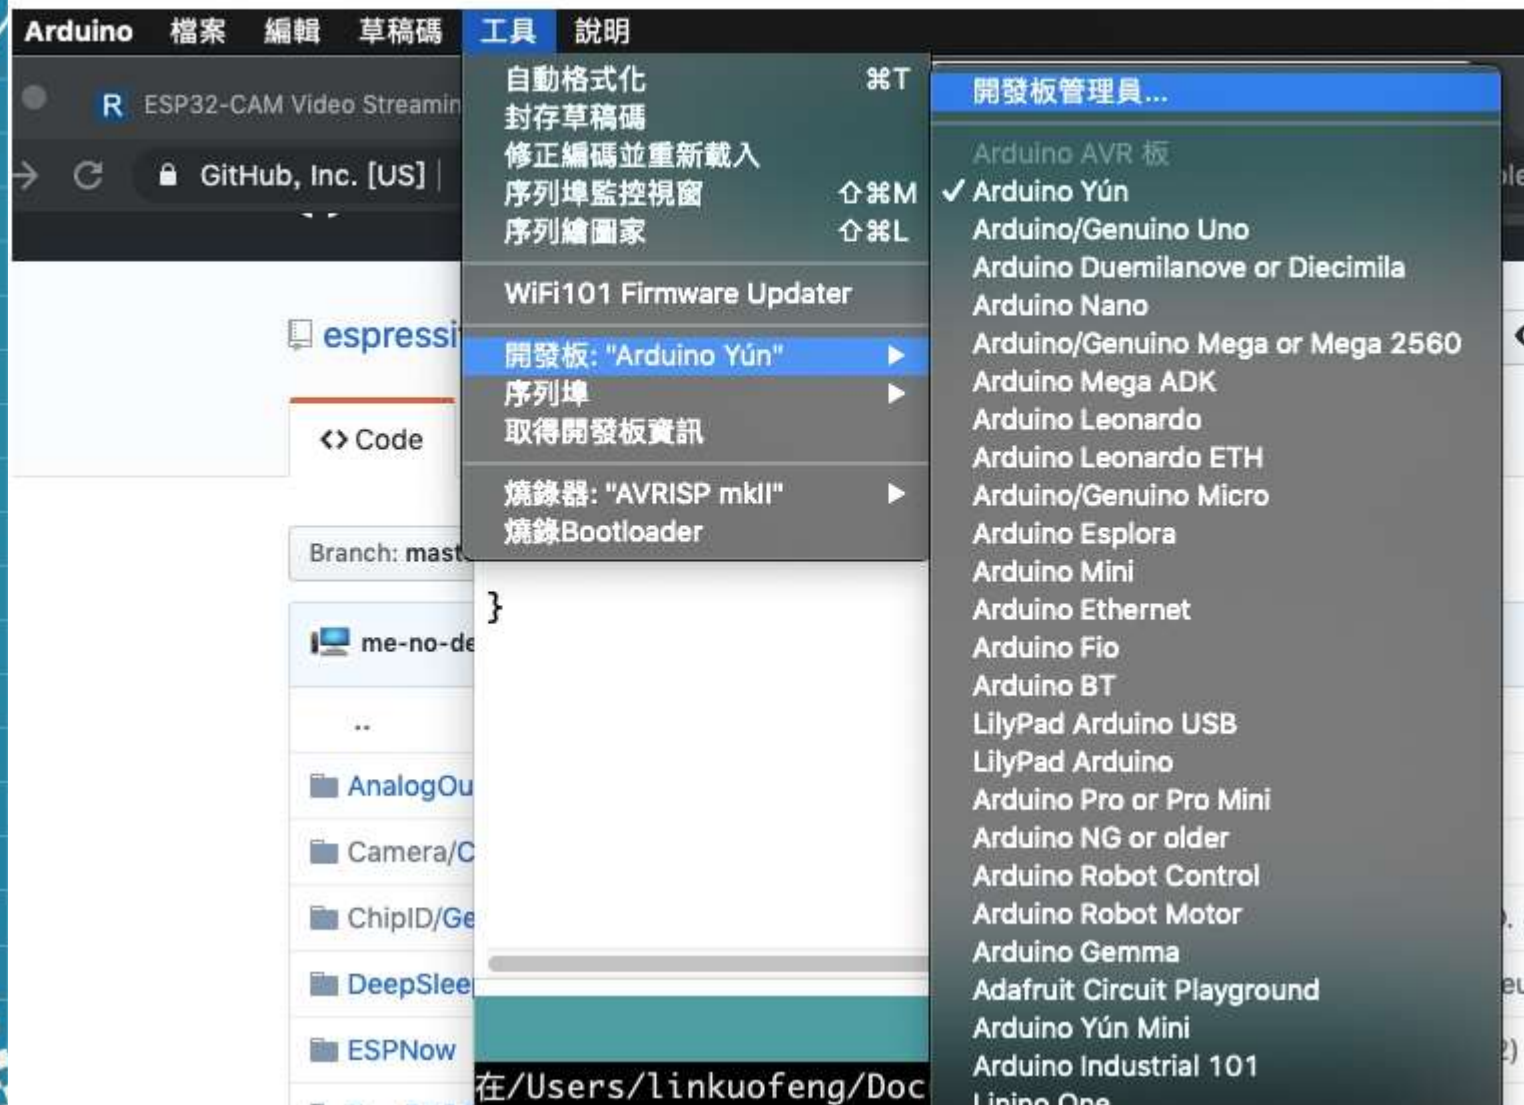 Arduino 檔案 編輯 草稿碼 工具 說明
ESP32-CAM Video Streamin
GitHub, Inc. [US]
espressi
Code
Branch: mast
me-no-de
..
AnalogOu
Camera/C
ChipID/Ge
DeepSlee
ESPNow
自動格式化 ⌘T
封存草稿碼
修正編碼並重新載入
序列埠監控視窗 ⇧⌘M
序列繪圖家 ⇧⌘L
WiFi101 Firmware Updater
開發板: "Arduino Yún"
序列埠
取得開發板資訊
燒錄器: "AVRISP mkII"
燒錄Bootloader
}
在/Users/linkuofeng/Doc
開發板管理員...
Arduino AVR 板
✓ Arduino Yún
Arduino/Genuino Uno
Arduino Duemilanove or Diecimila
Arduino Nano
Arduino/Genuino Mega or Mega 2560
Arduino Mega ADK
Arduino Leonardo
Arduino Leonardo ETH
Arduino/Genuino Micro
Arduino Esplora
Arduino Mini
Arduino Ethernet
Arduino Fio
Arduino BT
LilyPad Arduino USB
LilyPad Arduino
Arduino Pro or Pro Mini
Arduino NG or older
Arduino Robot Control
Arduino Robot Motor
Arduino Gemma
Adafruit Circuit Playground
Arduino Yún Mini
Arduino Industrial 101
Linino One